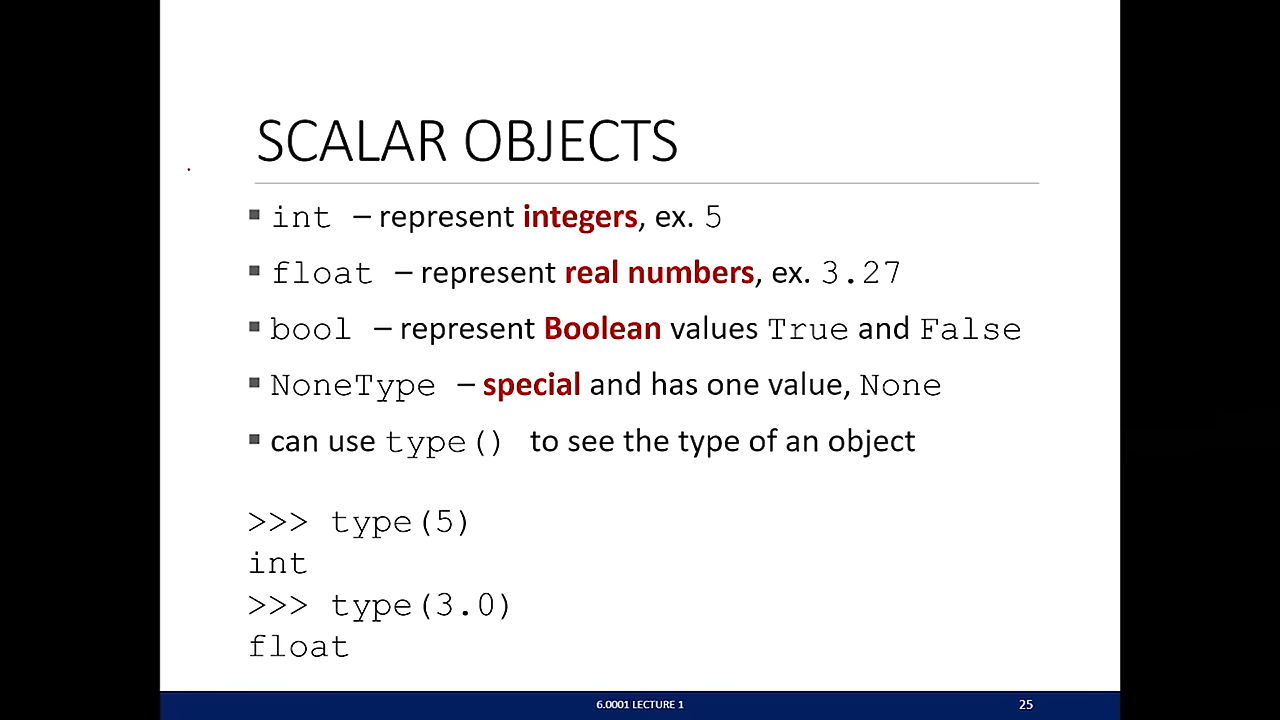 SCALAR OBJECTS
▪ int – represent integers, ex. 5
▪ float – represent real numbers, ex. 3.27
▪ bool – represent Boolean values True and False
▪ NoneType – special and has one value, None
▪ can use type() to see the type of an object
>>> type(5)
int
>>> type(3.0)
float
6.0001 LECTURE 1
25